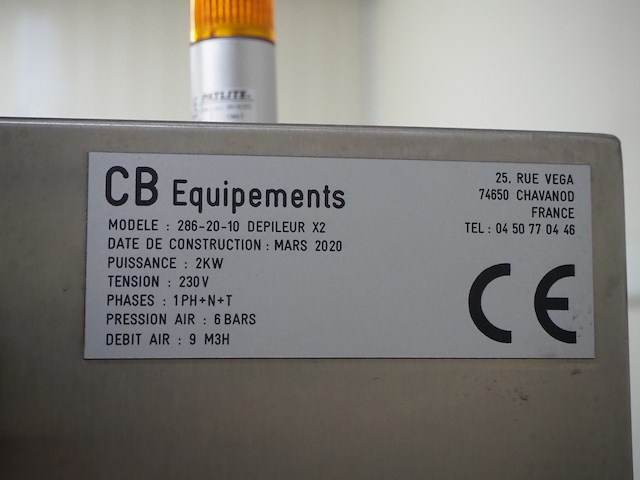 PATLITE.
CB Equipements
MODELE : 286-20-10 DEPILEUR X2
DATE DE CONSTRUCTION : MARS 2020
PUISSANCE : 2KW
TENSION : 230V
PHASES : 1PH+N+T
PRESSION AIR : 6 BARS
DEBIT AIR : 9 M3H
25, RUE VEGA
74650 CHAVANOD
FRANCE
TEL : 04 50 77 04 46
CE